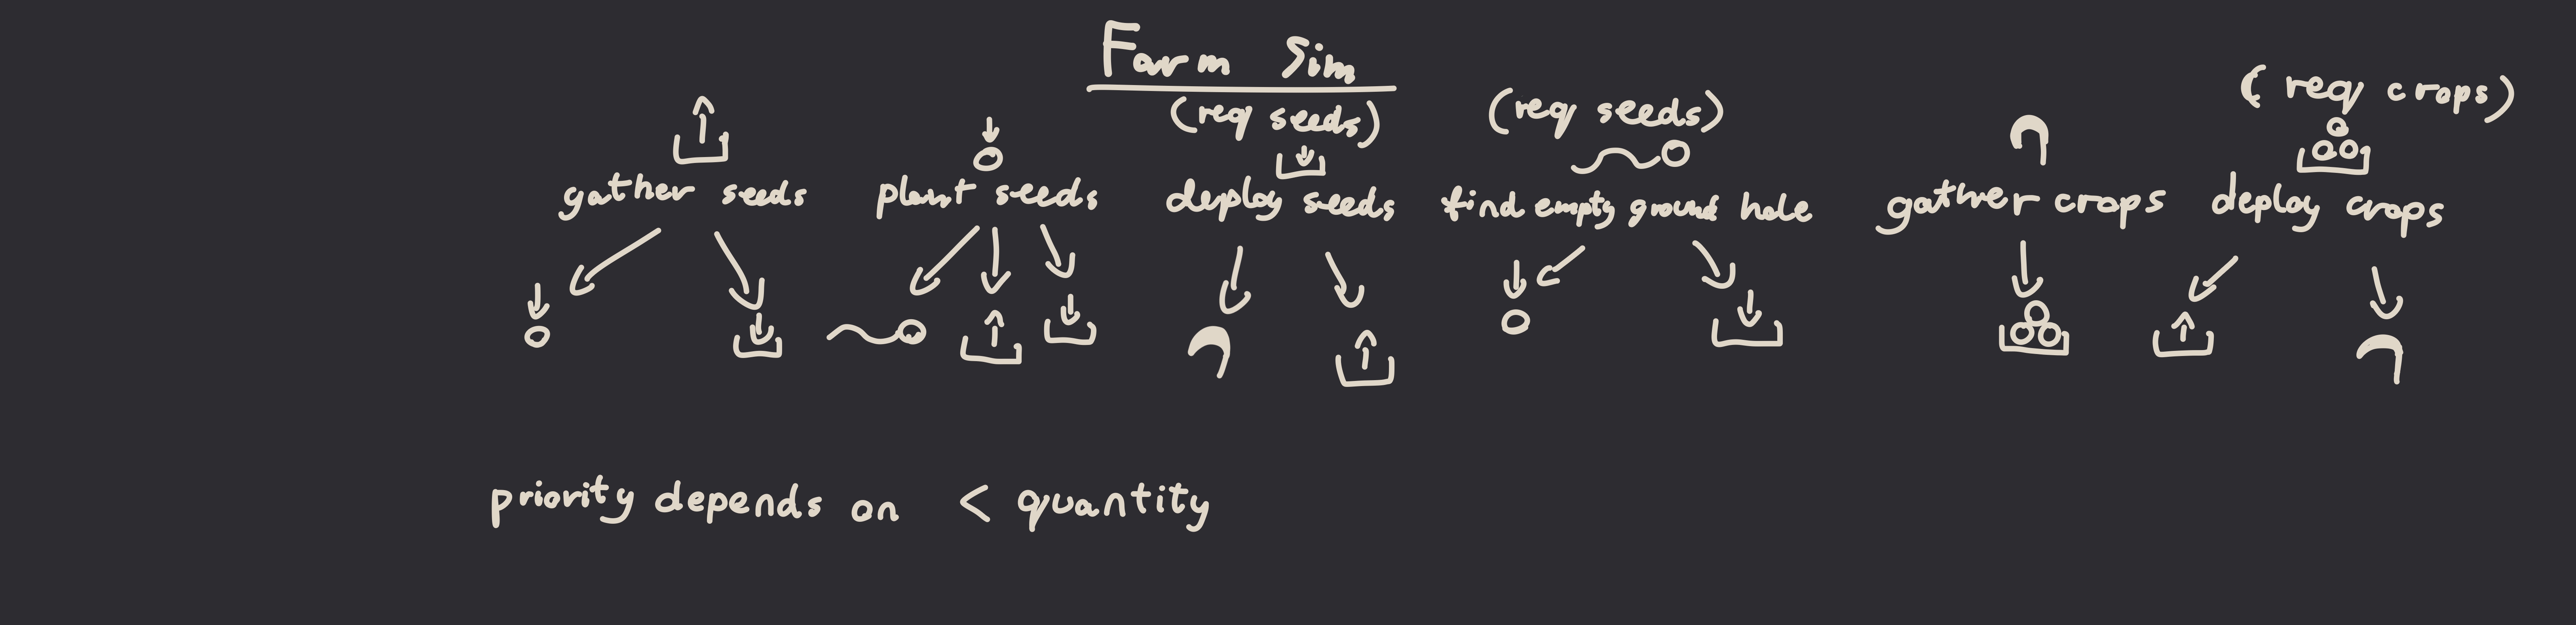 Farm Sim
(req seeds)
(req seeds)
(req crops)
gather seeds
plant seeds
deploy seeds
find empty ground hole
gather crops
deploy crops
priority depends on < quantity